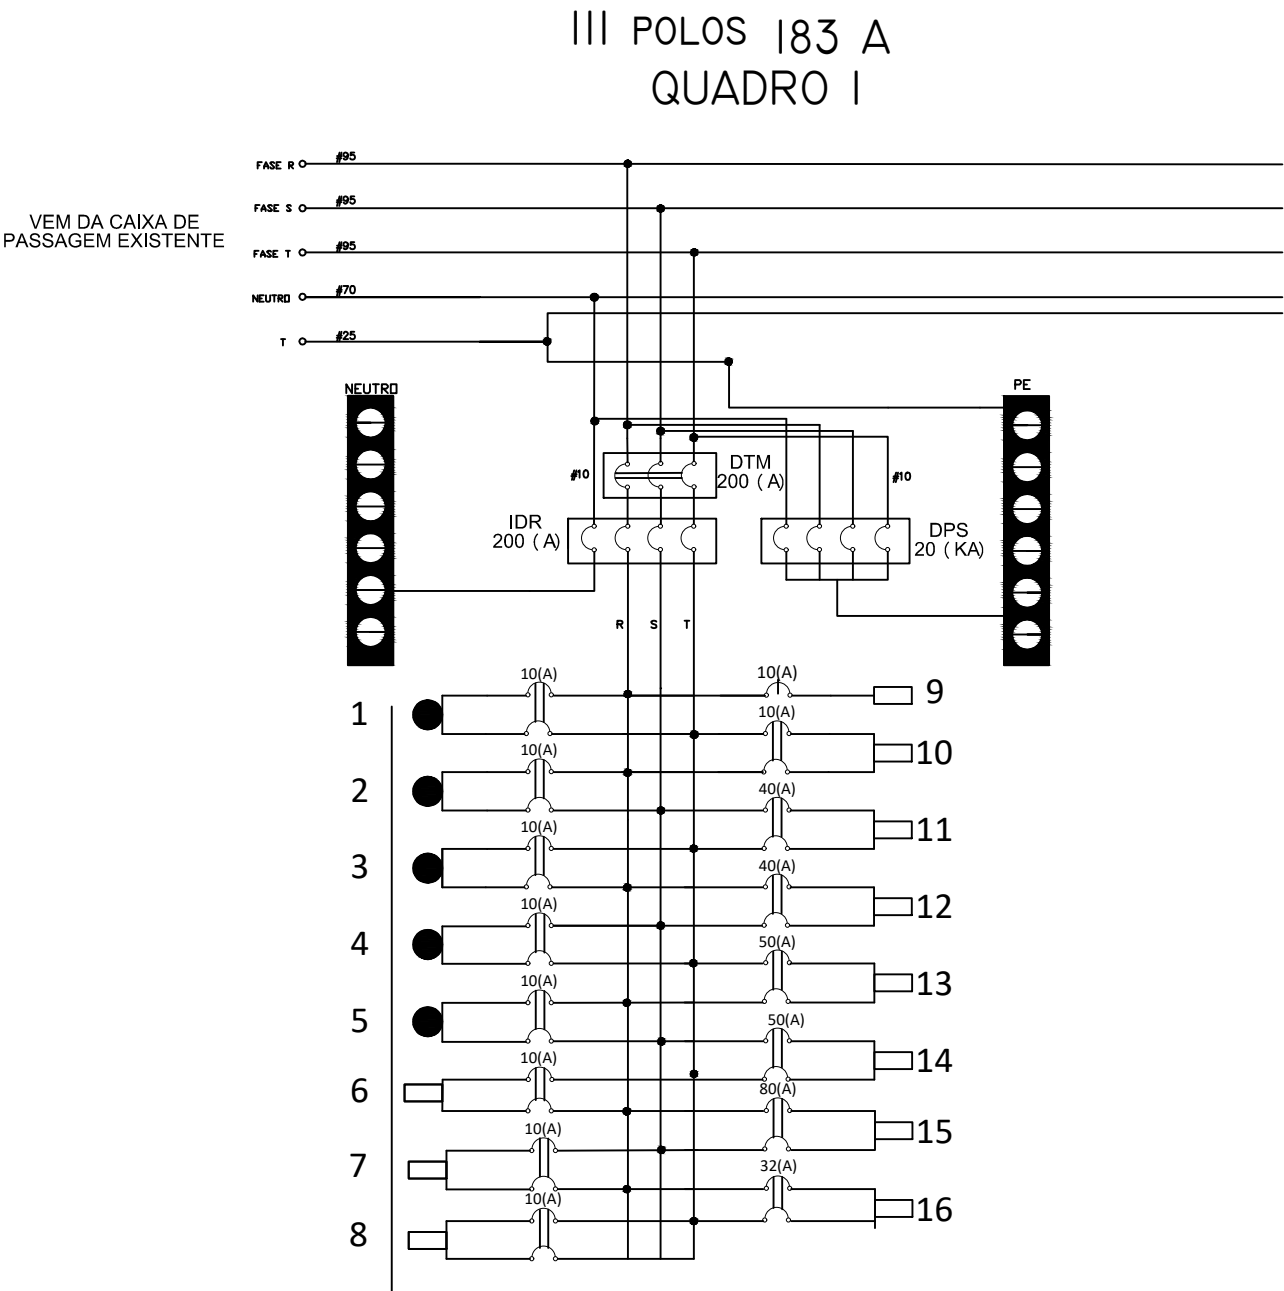 III POLOS 183 A
QUADRO I
FASE R #95
FASE S #95
VEM DA CAIXA DE
PASSAGEM EXISTENTE
FASE T #95
NEUTRO #70
T #25
NEUTRO
PE
DTM
200 (A)
#10
#10
IDR
200 (A)
DPS
20 (KA)
R S T
1 10(A)
10(A) 9
2 10(A)
10(A) 10
3 10(A)
40(A) 11
4 10(A)
40(A) 12
5 10(A)
50(A) 13
6 10(A)
50(A) 14
7 10(A)
80(A) 15
8 10(A)
32(A) 16